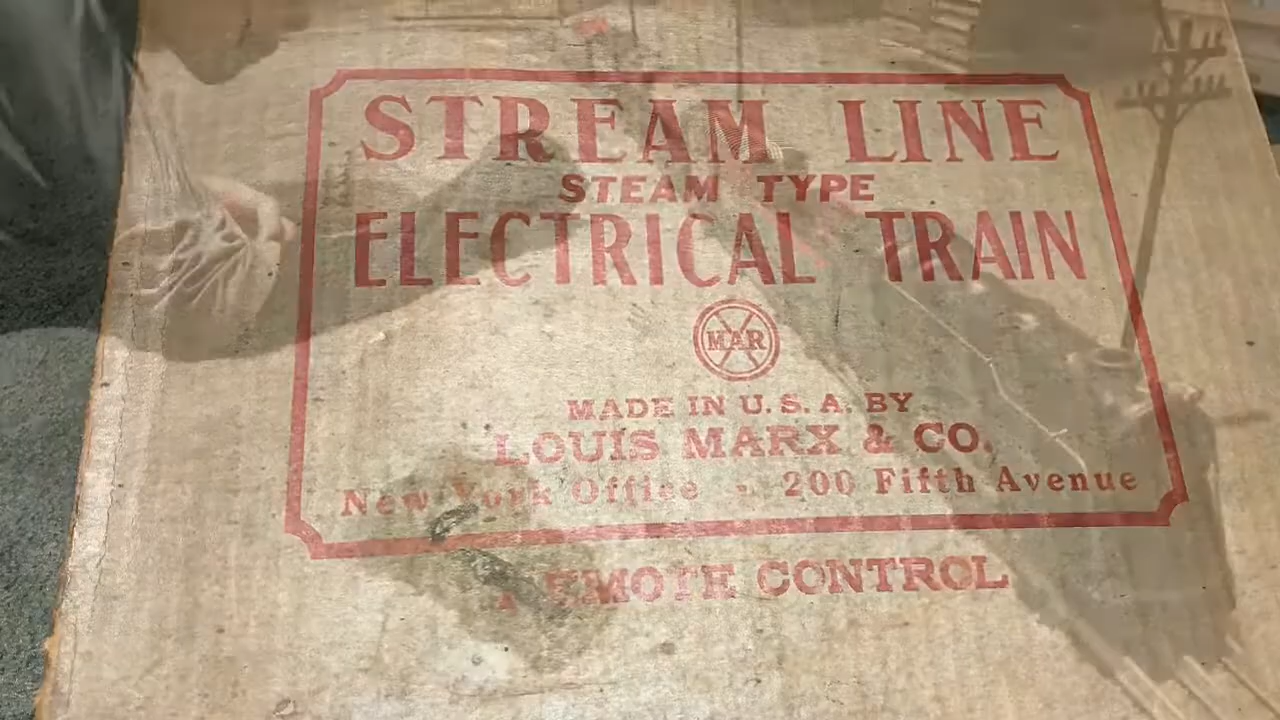 STREAM LINE
STEAM TYPE
ELECTRICAL TRAIN
MAR
MADE IN U.S.A. BY
LOUIS MARX & CO.
New York Office - 200 Fifth Avenue
REMOTE CONTROL